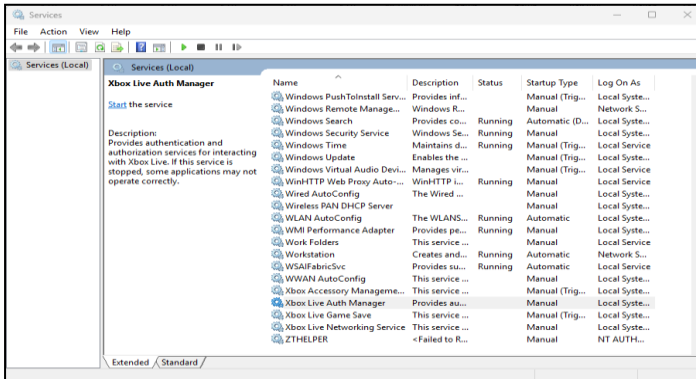 Services
File Action View Help
Services (Local)
Services (Local)
Xbox Live Auth Manager
Start the service
Description:
Provides authentication and
authorization services for interacting
with Xbox Live. If this service is
stopped, some applications may not
operate correctly.
Name Description Status Startup Type Log On As
Windows PushToInstall Serv... Provides inf... Manual (Trig... Local Syste...
Windows Remote Manage... Windows R... Manual Network S...
Windows Search Provides co... Running Automatic (D... Local Syste...
Windows Security Service Windows Se... Running Manual Local Syste...
Windows Time Maintains d... Running Manual (Trig... Local Service
Windows Update Enables the ... Manual (Trig... Local Syste...
Windows Virtual Audio Devi... Manages vir... Manual (Trig... Local Service
WinHTTP Web Proxy Auto-... WinHTTP i... Running Manual Local Service
Wired AutoConfig The Wired ... Manual Local Syste...
Wireless PAN DHCP Server Manual Local Service
WLAN AutoConfig The WLANS... Running Automatic Local Syste...
WMI Performance Adapter Provides pe... Running Manual Local Syste...
Work Folders This service ... Manual Local Service
Workstation Creates and... Running Automatic Network S...
WSAIFabricSvc Provides su... Running Automatic Local Service
WWAN AutoConfig This service ... Manual Local Syste...
Xbox Accessory Manageme... This service ... Manual (Trig... Local Syste...
Xbox Live Auth Manager Provides au... Manual Local Syste...
Xbox Live Game Save This service ... Manual (Trig... Local Syste...
Xbox Live Networking Service This service ... Manual Local Syste...
ZTHELPER <Failed to R... Manual NT AUTH...
Extended Standard